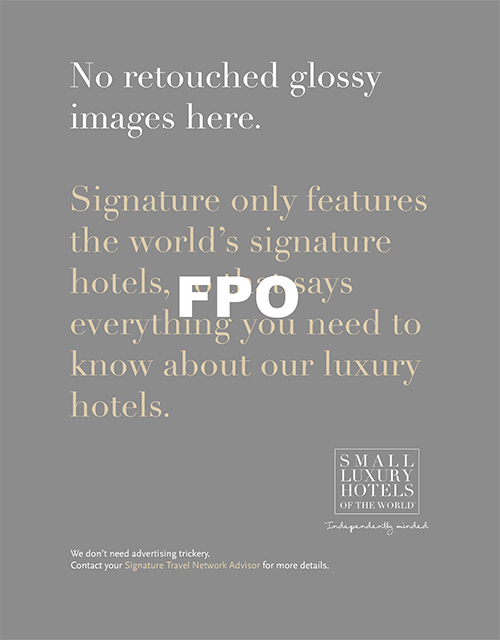 No retouched glossy
images here.
Signature only features
the world's signature
hotels, so that says
FPO
everything you need to
know about our luxury
hotels.
SMALL
LUXURY
HOTELS
OF THE WORLD
Independently minded
We don't need advertising trickery.
Contact your Signature Travel Network Advisor for more details.